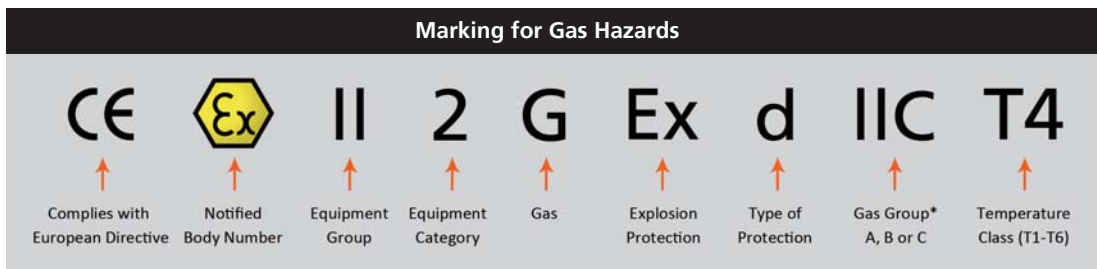 Marking for Gas Hazards
CE Ex II 2 G Ex d IIC T4
Complies with Notified Equipment Equipment Gas Explosion Type of Gas Group* Temperature
European Directive Body Number Group Category Protection Protection A, B or C Class (T1-T6)